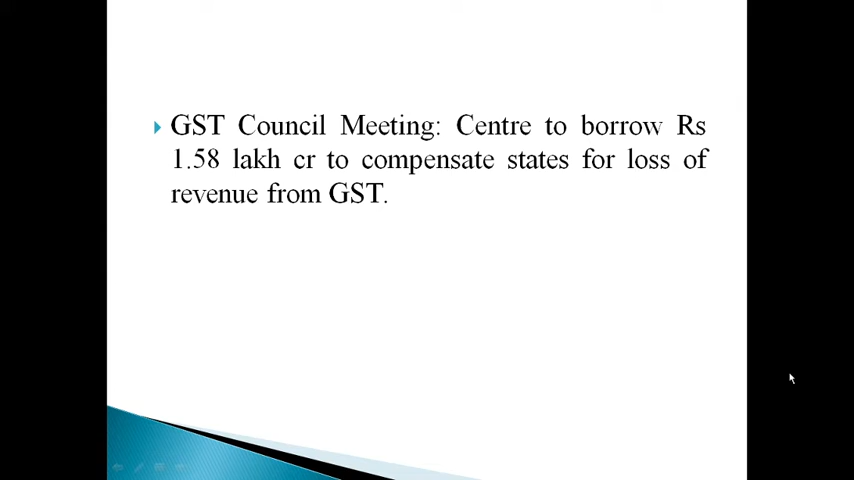 GST Council Meeting: Centre to borrow Rs
1.58 lakh cr to compensate states for loss of
revenue from GST.